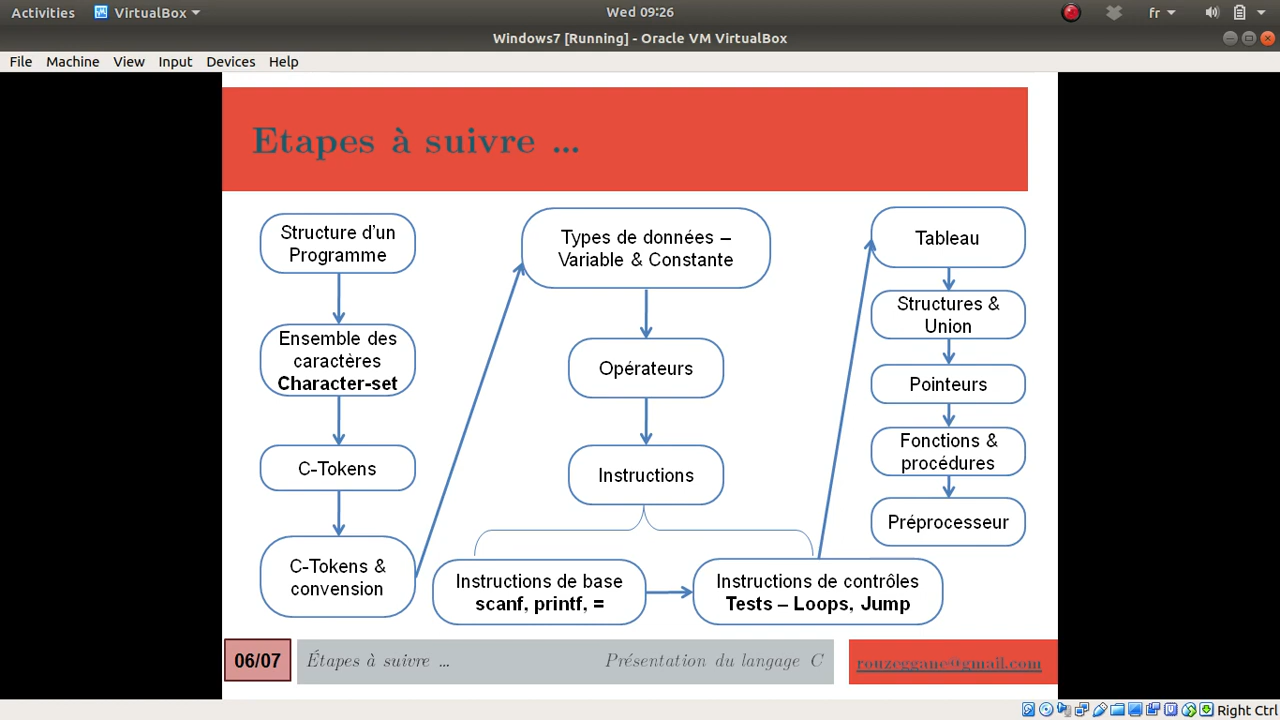 Activities
VirtualBox
Wed 09:26
fr
Windows7 [Running] - Oracle VM VirtualBox
File Machine View Input Devices Help
Etapes à suivre ...
Structure d'un
Programme
Ensemble des
caractères
Character-set
C-Tokens
C-Tokens &
convension
Types de données –
Variable & Constante
Opérateurs
Instructions
Instructions de base
scanf, printf, =
Instructions de contrôles
Tests – Loops, Jump
Tableau
Structures &
Union
Pointeurs
Fonctions &
procédures
Préprocesseur
06/07
Étapes à suivre ...
Présentation du langage C
rouzeggane@gmail.com
Right Ctrl